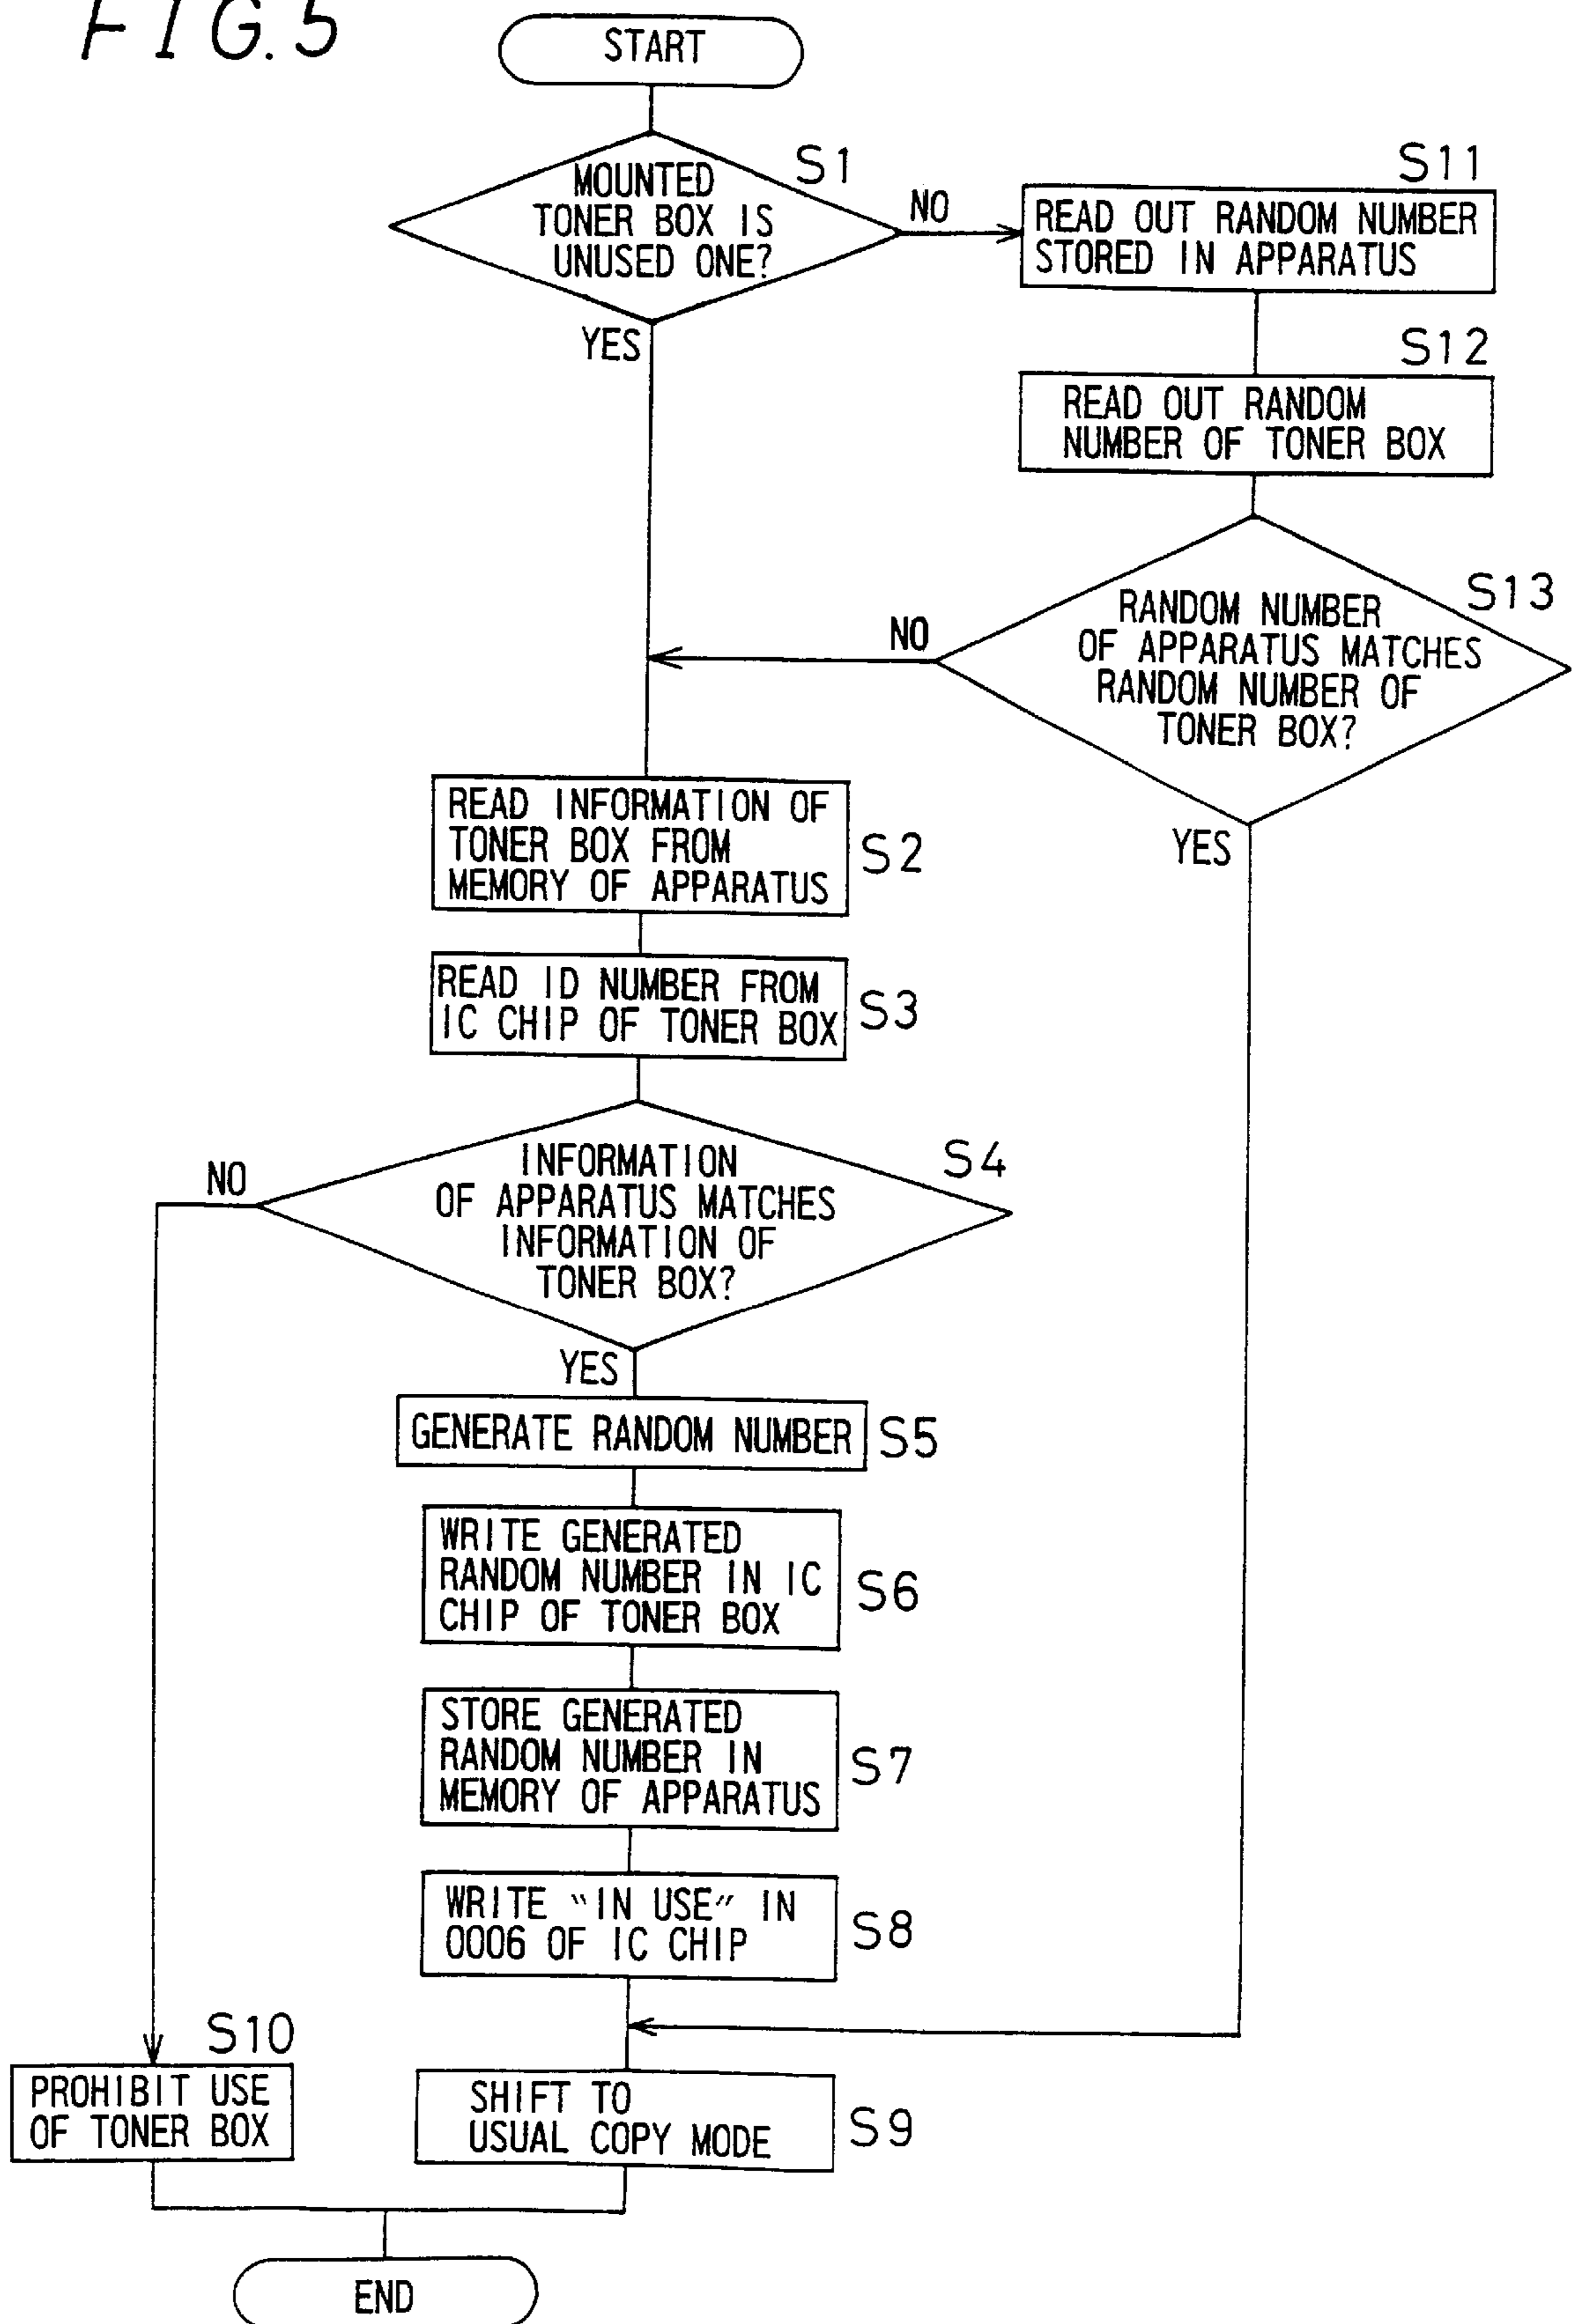 FIG. 5
START
S1
MOUNTED
TONER BOX IS
UNUSED ONE?
NO
YES
S11
READ OUT RANDOM NUMBER
STORED IN APPARATUS
S12
READ OUT RANDOM
NUMBER OF TONER BOX
S13
RANDOM NUMBER
OF APPARATUS MATCHES
RANDOM NUMBER OF
TONER BOX?
NO
YES
READ INFORMATION OF
TONER BOX FROM
MEMORY OF APPARATUS
S2
READ ID NUMBER FROM
IC CHIP OF TONER BOX
S3
INFORMATION
OF APPARATUS MATCHES
INFORMATION OF
TONER BOX?
S4
NO
YES
GENERATE RANDOM NUMBER
S5
WRITE GENERATED
RANDOM NUMBER IN IC
CHIP OF TONER BOX
S6
STORE GENERATED
RANDOM NUMBER IN
MEMORY OF APPARATUS
S7
WRITE "IN USE" IN
0006 OF IC CHIP
S8
S10
PROHIBIT USE
OF TONER BOX
SHIFT TO
USUAL COPY MODE
S9
END